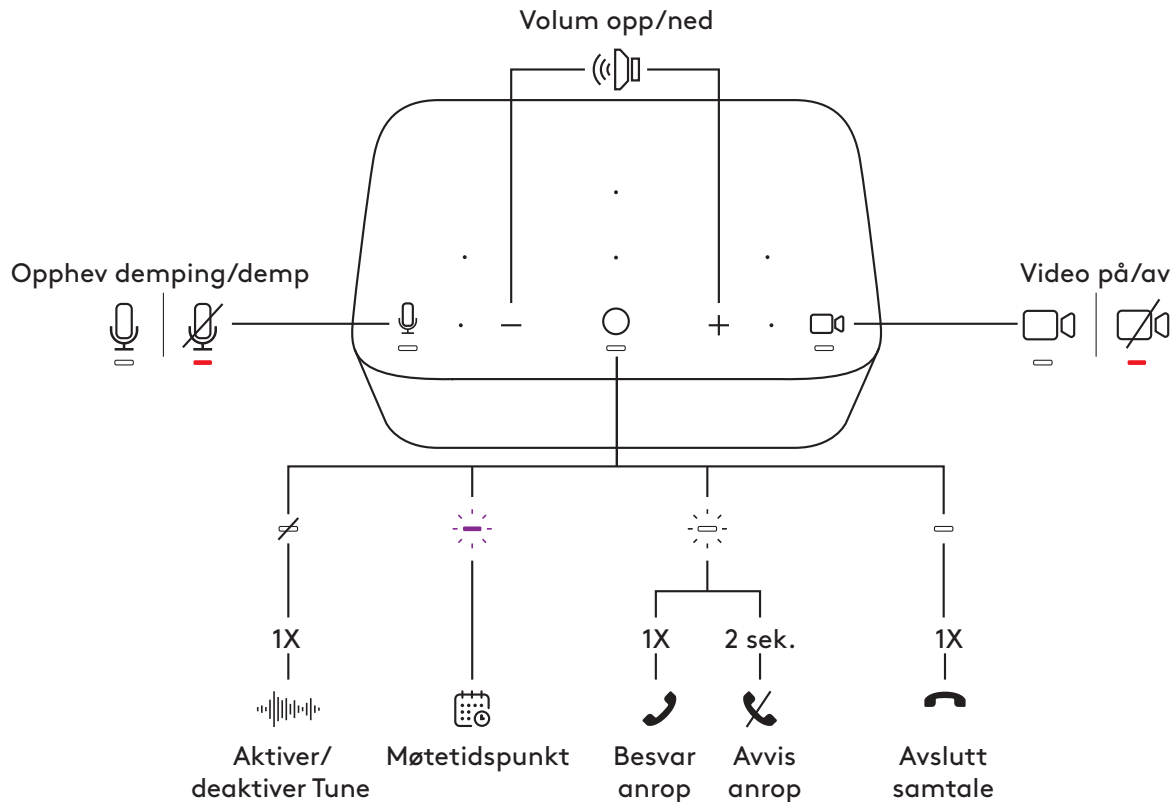 Volum opp/ned
Opphev demping/demp
Video på/av
1X
1X
2 sek.
1X
Aktiver/
deaktiver Tune
Møtetidspunkt
Besvar
anrop
Avvis
anrop
Avslutt
samtale